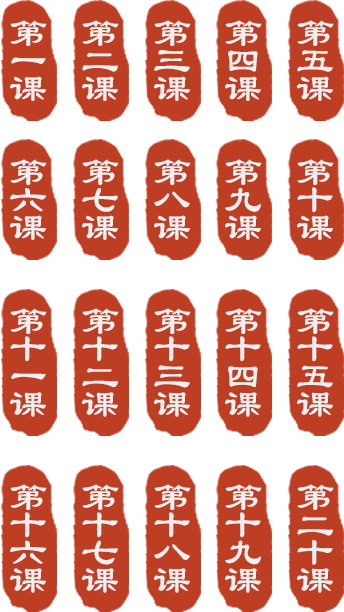 第一课
第二课
第三课
第四课
第五课
第六课
第七课
第八课
第九课
第十课
第十一课
第十二课
第十三课
第十四课
第十五课
第十六课
第十七课
第十八课
第十九课
第二十课